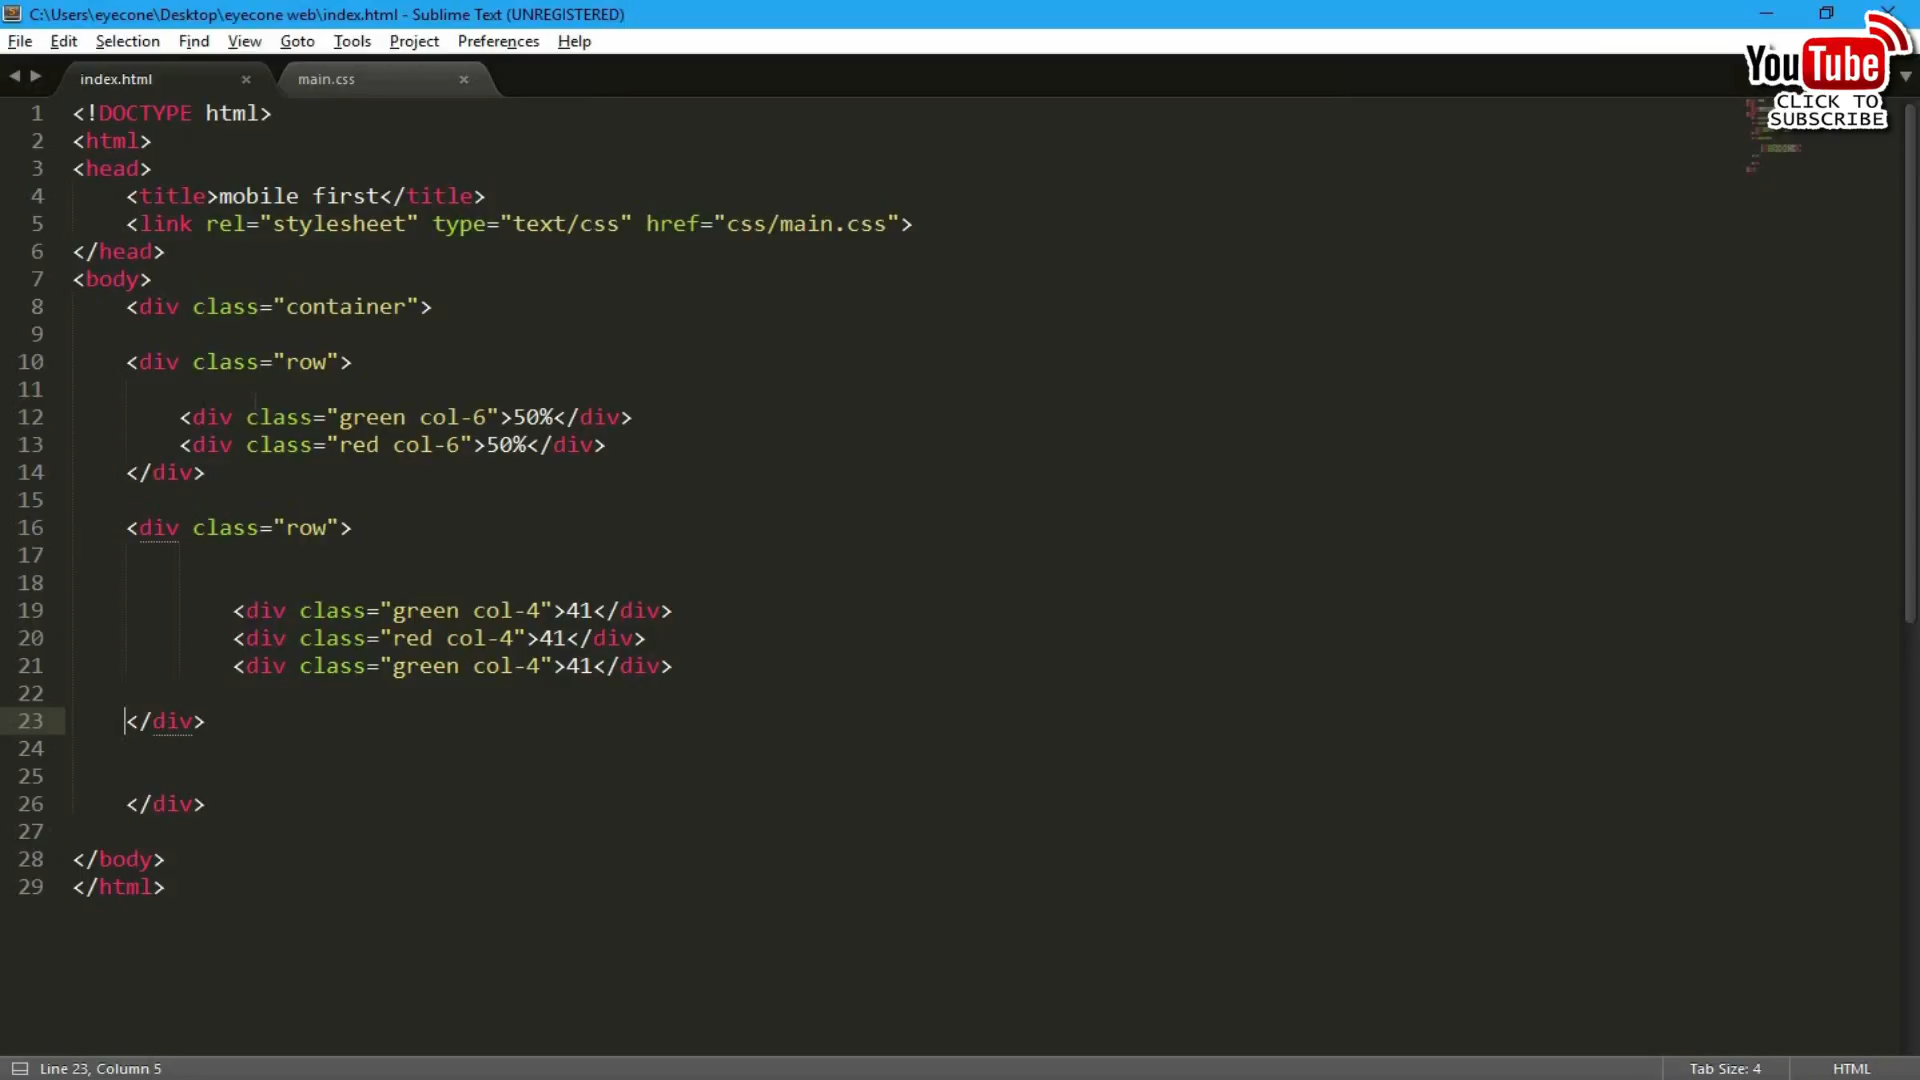 C:\Users\eyecone\Desktop\eyecone web\index.html - Sublime Text (UNREGISTERED)
File Edit Selection Find View Goto Tools Project Preferences Help
index.html × main.css ×
YouTube
CLICK TO
SUBSCRIBE
1 <!DOCTYPE html>
2 <html>
3 <head>
4 <title>mobile first</title>
5 <link rel="stylesheet" type="text/css" href="css/main.css">
6 </head>
7 <body>
8 <div class="container">
9
10 <div class="row">
11
12 <div class="green col-6">50%</div>
13 <div class="red col-6">50%</div>
14 </div>
15
16 <div class="row">
17
18
19 <div class="green col-4">41</div>
20 <div class="red col-4">41</div>
21 <div class="green col-4">41</div>
22
23 </div>
24
25
26 </div>
27
28 </body>
29 </html>
Line 23, Column 5 Tab Size: 4 HTML